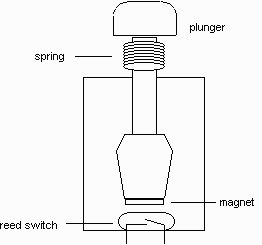 plunger
spring
magnet
reed switch